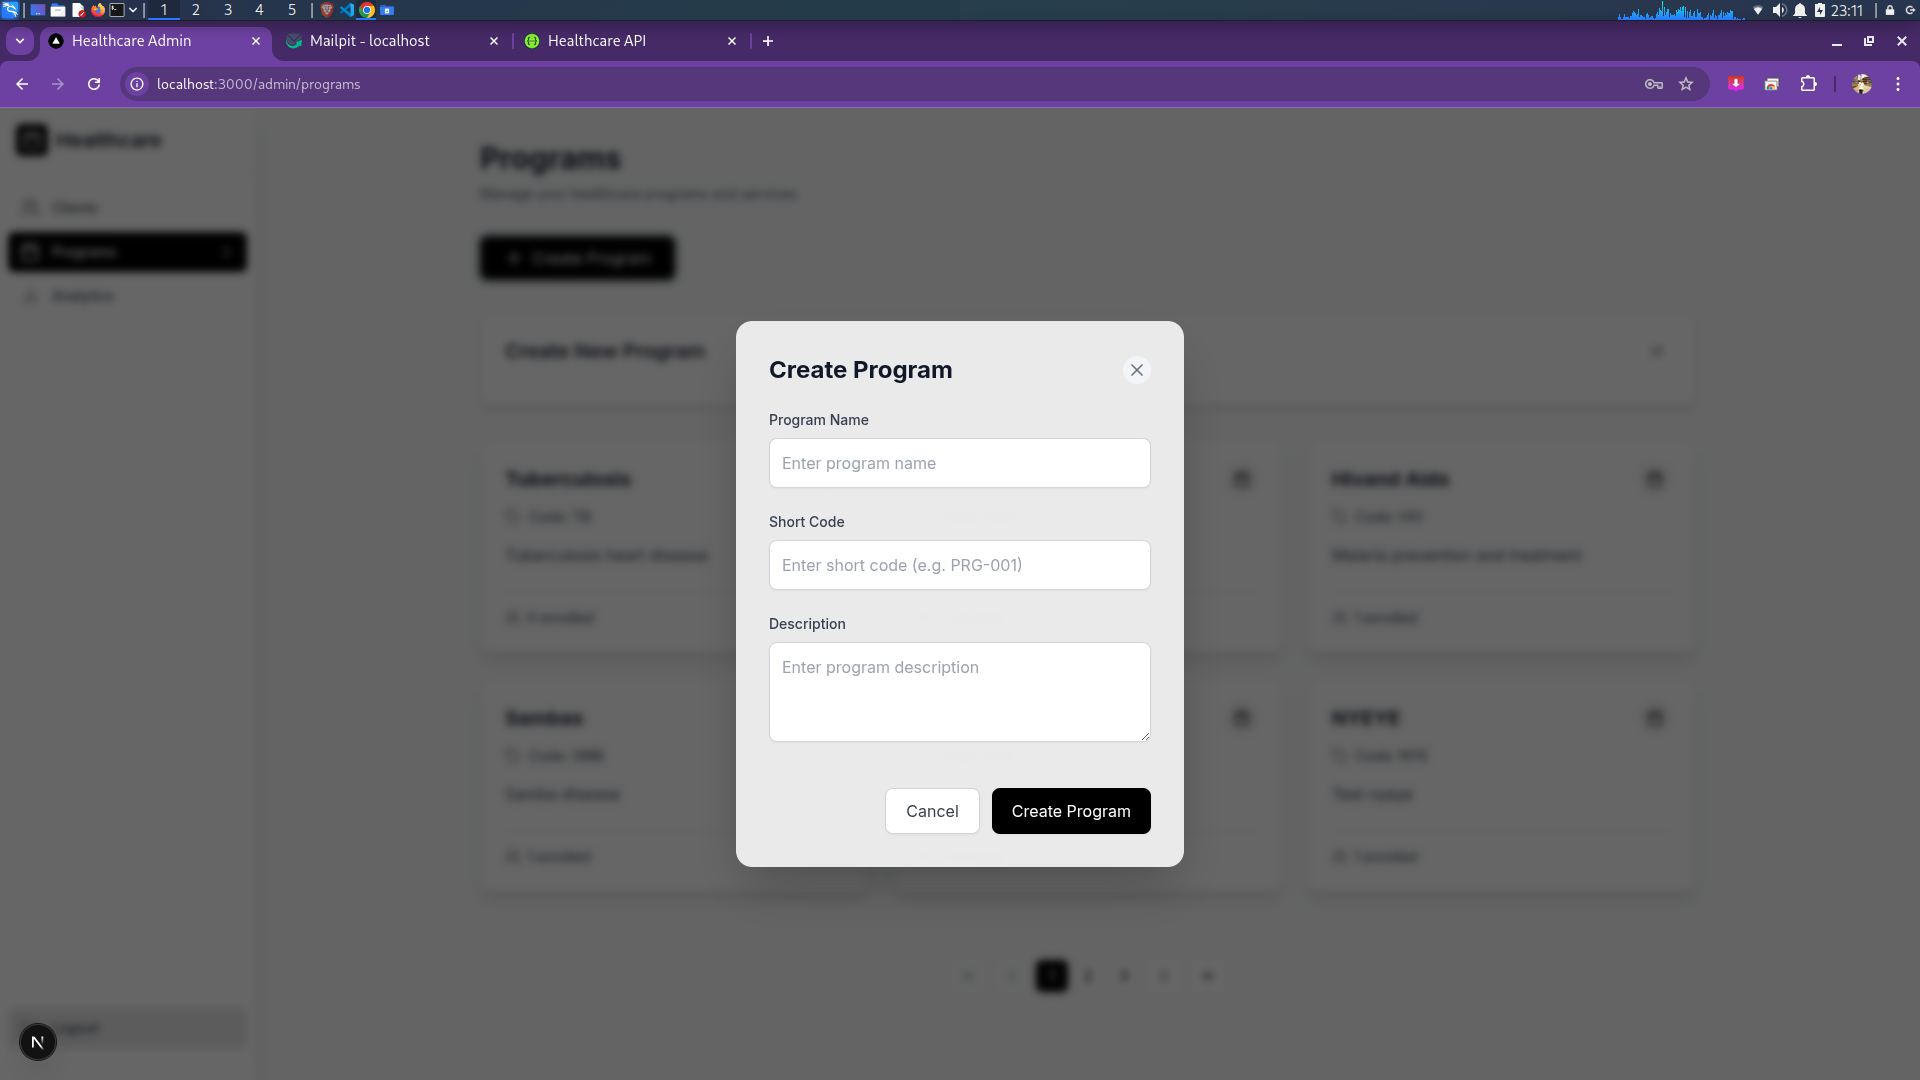 1 2 3 4 5
23:11
Healthcare Admin
Mailpit - localhost
Healthcare API
localhost:3000/admin/programs
Healthcare
Clients
Programs
Analytics
Programs
Manage your healthcare programs and services
Create Program
Create New Program
Tuberculosis
Code: TB
Tuberculosis heart disease
enrolled
Hivand Aids
Code: HIV
Malaria prevention and treatment
1 enrolled
Sambas
Code: SMB
Samba disease
1 enrolled
NYEYE
Code: NYE
Test nyeye
1 enrolled
Create Program
Program Name
Enter program name
Short Code
Enter short code (e.g. PRG-001)
Description
Enter program description
Cancel
Create Program
1 2 3
Logout
N